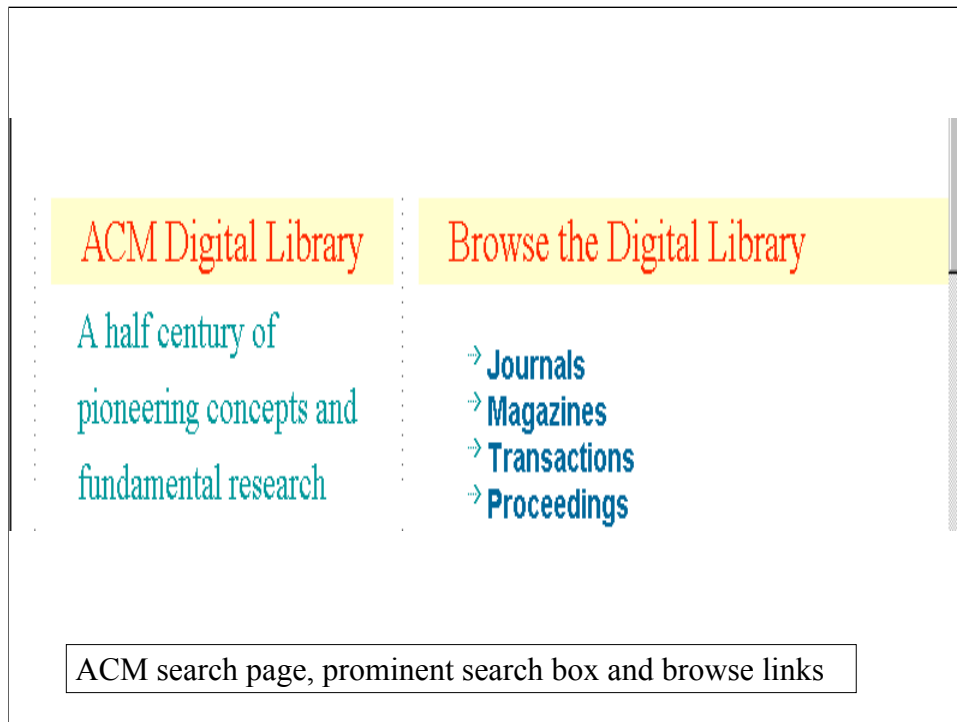 ACM Digital Library
A half century of
pioneering concepts and
fundamental research
Browse the Digital Library
Journals
Magazines
Transactions
Proceedings
ACM search page, prominent search box and browse links